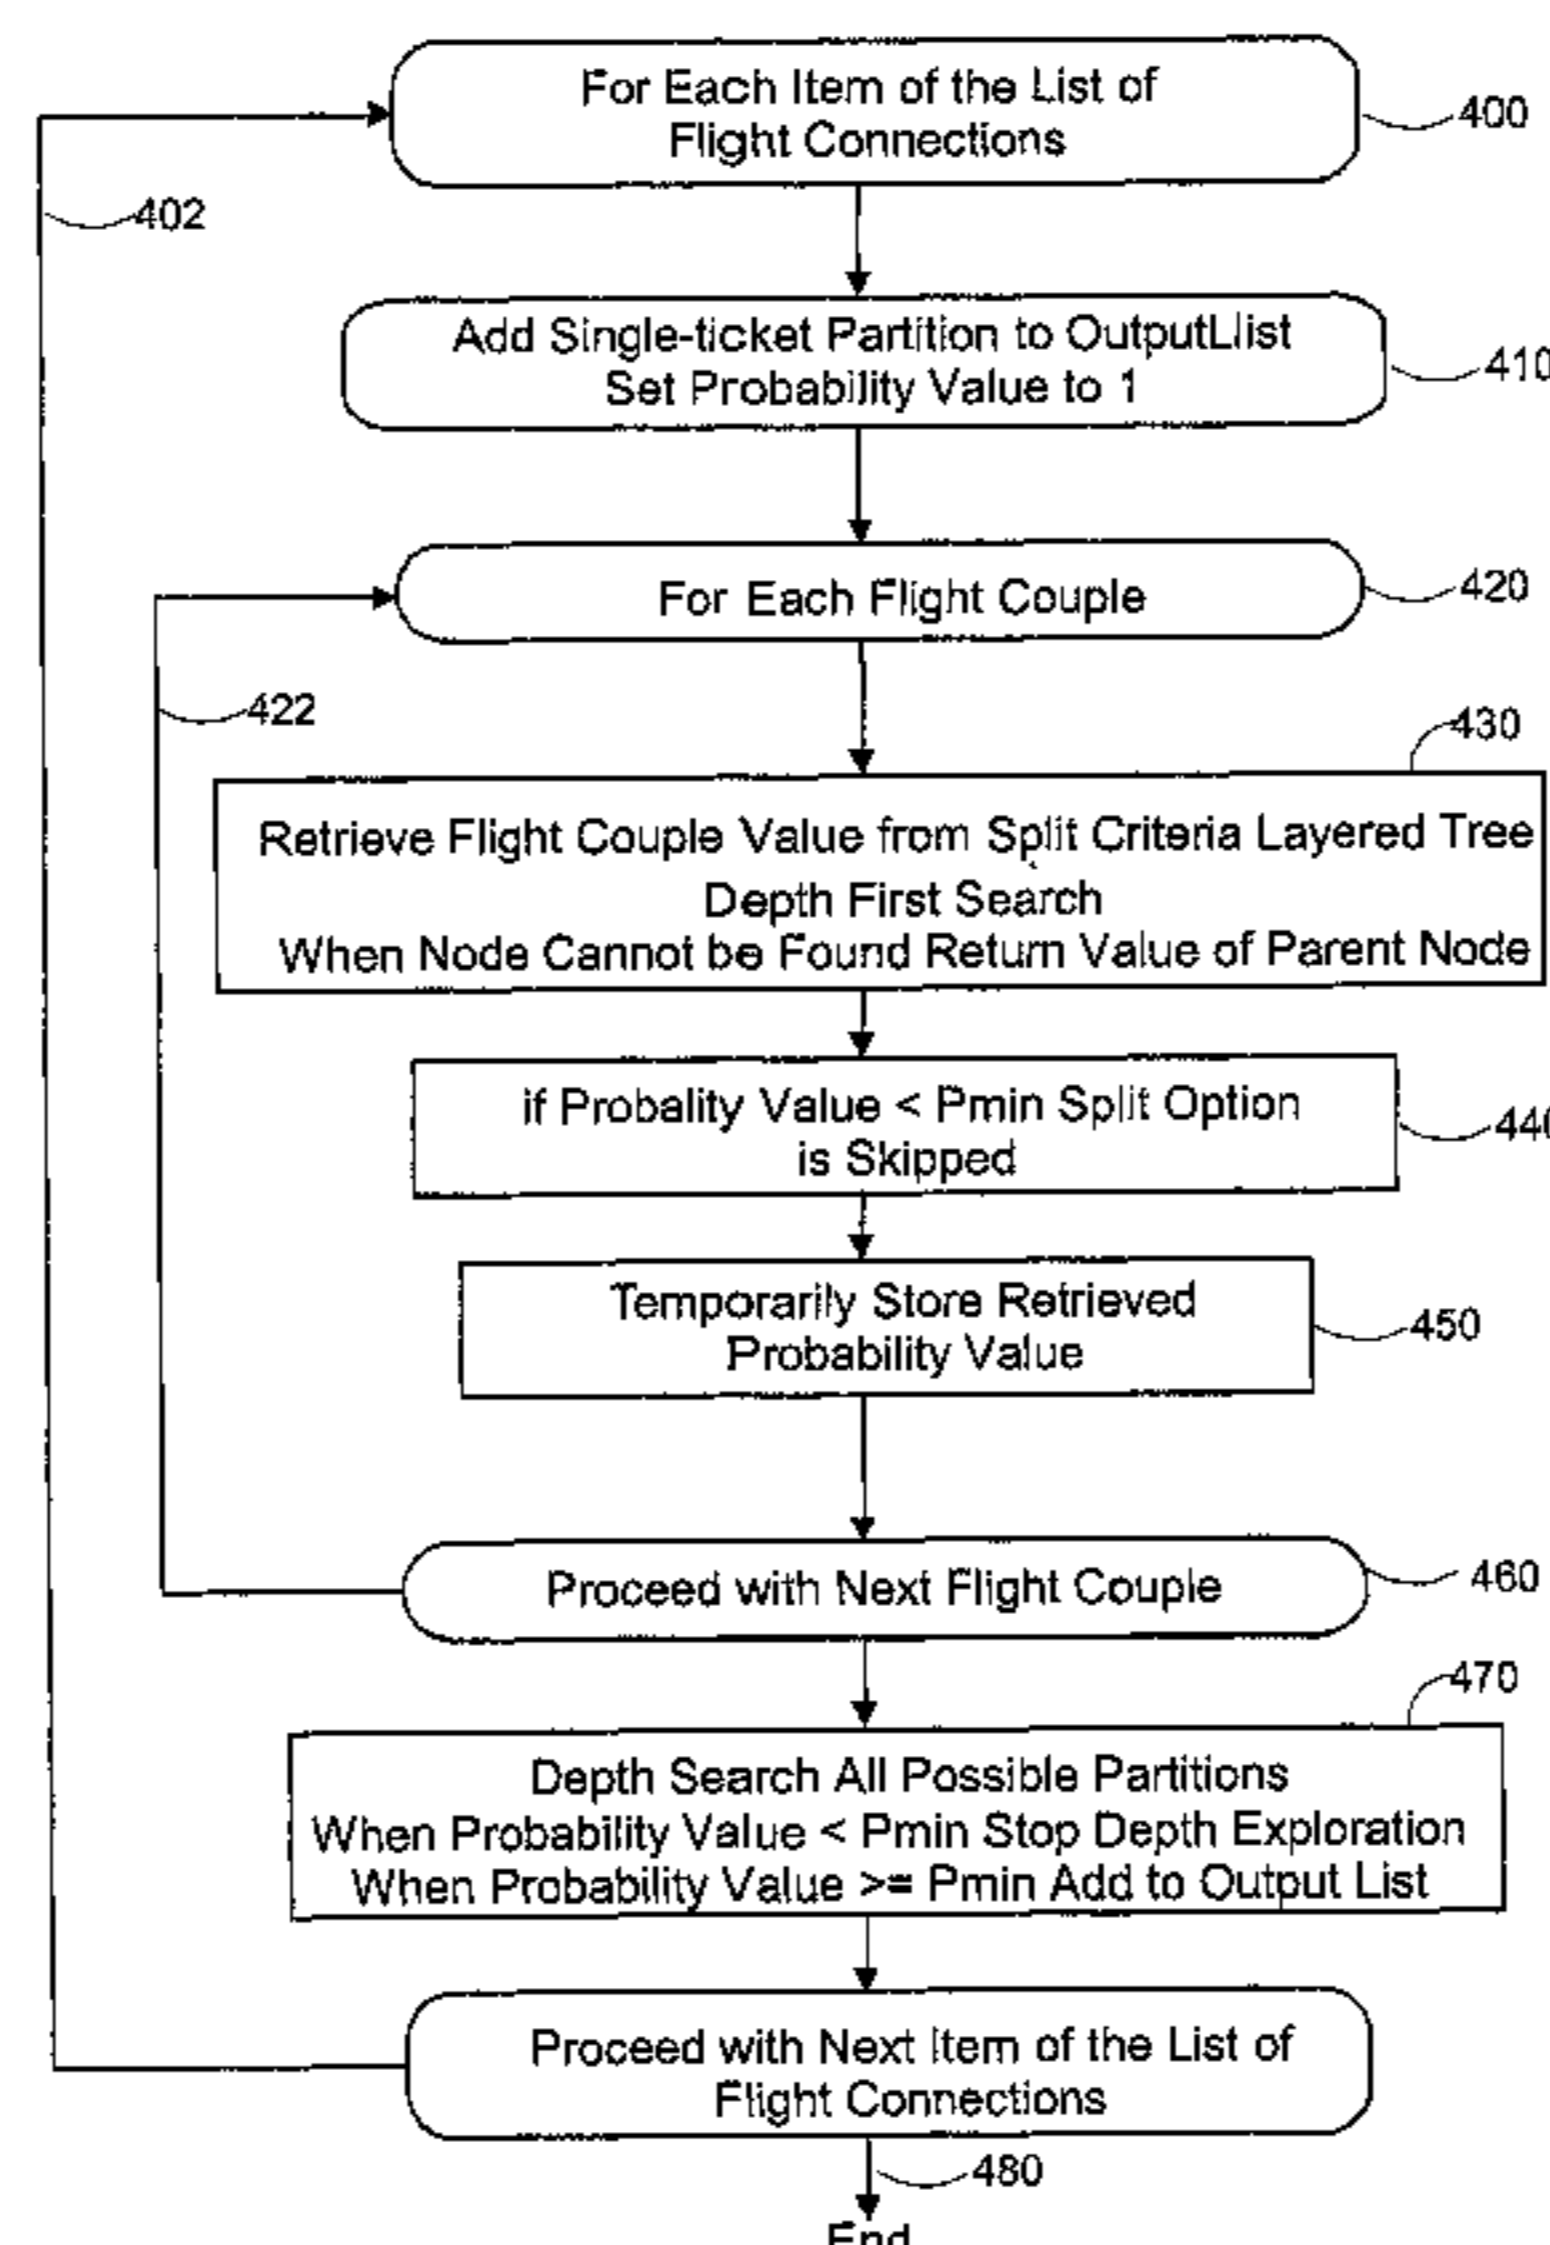 For Each Item of the List of
Flight Connections
400
402
Add Single-ticket Partition to OutputLlist
Set Probability Value to 1
410
For Each Flight Couple
420
422
430
Retrieve Flight Couple Value from Split Criteria Layered Tree
Depth First Search
When Node Cannot be Found Return Value of Parent Node
if Probality Value < Pmin Split Option
is Skipped
440
Temporarily Store Retrieved
Probability Value
450
Proceed with Next Flight Couple
460
470
Depth Search All Possible Partitions
When Probability Value < Pmin Stop Depth Exploration
When Probability Value >= Pmin Add to Output List
Proceed with Next Item of the List of
Flight Connections
480
End